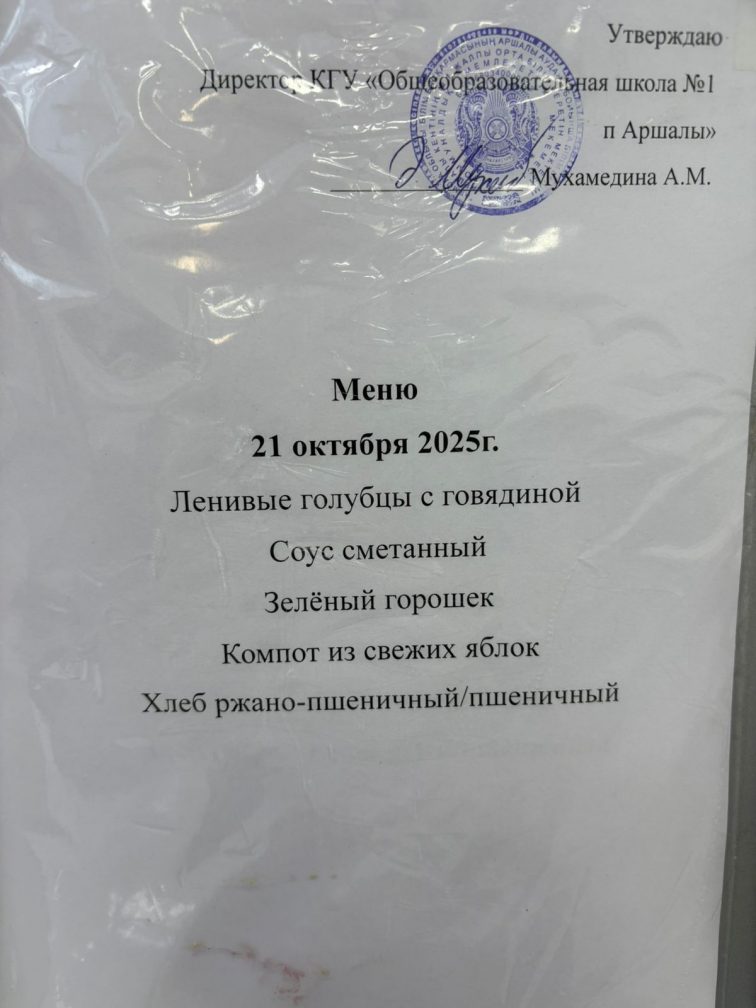 Утверждаю
Директор КГУ «Общеобразовательная школа №1
п Аршалы»
Мухамедина А.М.
Меню
21 октября 2025г.
Ленивые голубцы с говядиной
Соус сметанный
Зелёный горошек
Компот из свежих яблок
Хлеб ржано-пшеничный/пшеничный